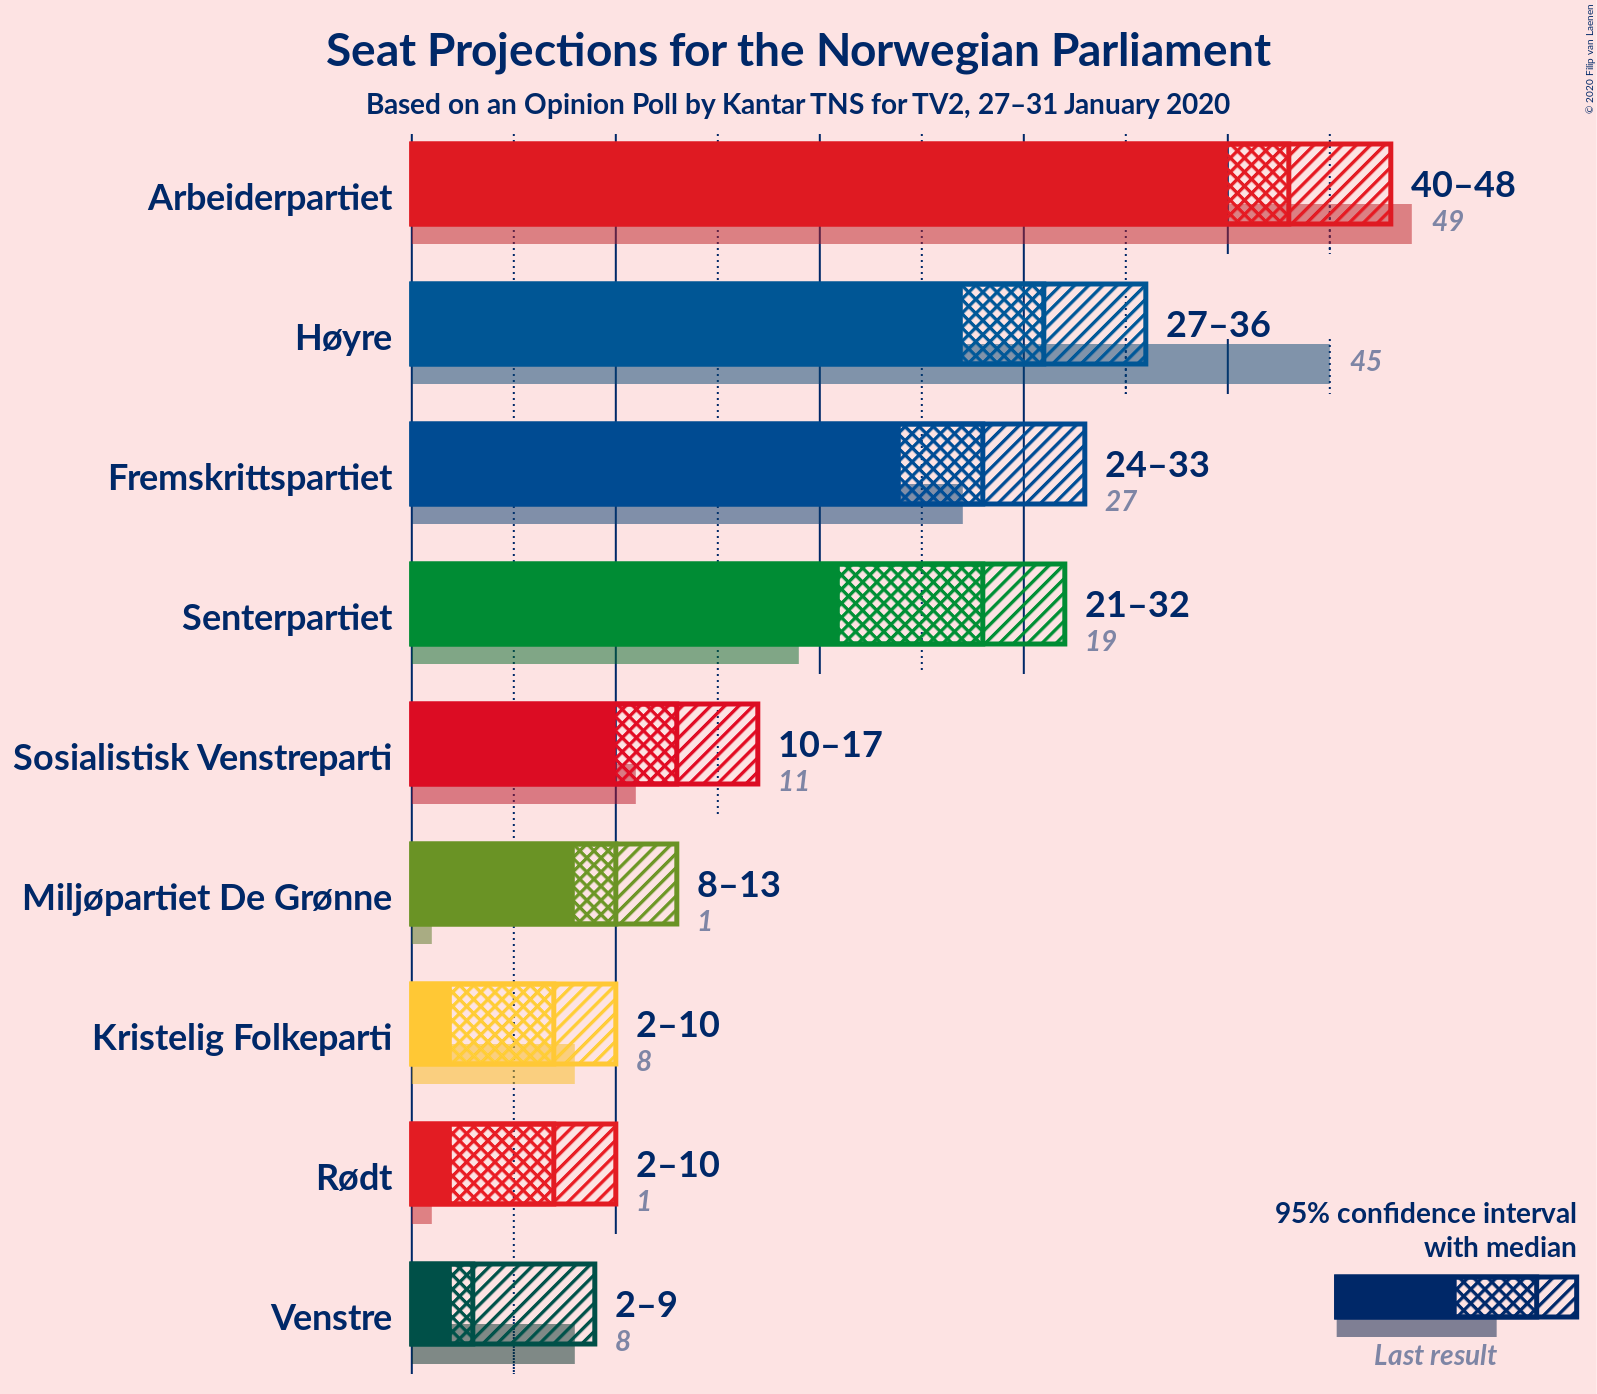 Seat Projections for the Norwegian Parliament
Based on an Opinion Poll by Kantar TNS for TV2, 27–31 January 2020
© 2020 Filip van Laenen
Arbeiderpartiet
40–48
49
Høyre
27–36
45
Fremskrittspartiet
24–33
27
Senterpartiet
21–32
19
Sosialistisk Venstreparti
10–17
11
Miljøpartiet De Grønne
8–13
1
Kristelig Folkeparti
2–10
8
Rødt
2–10
1
Venstre
2–9
8
95% confidence interval
with median
Last result